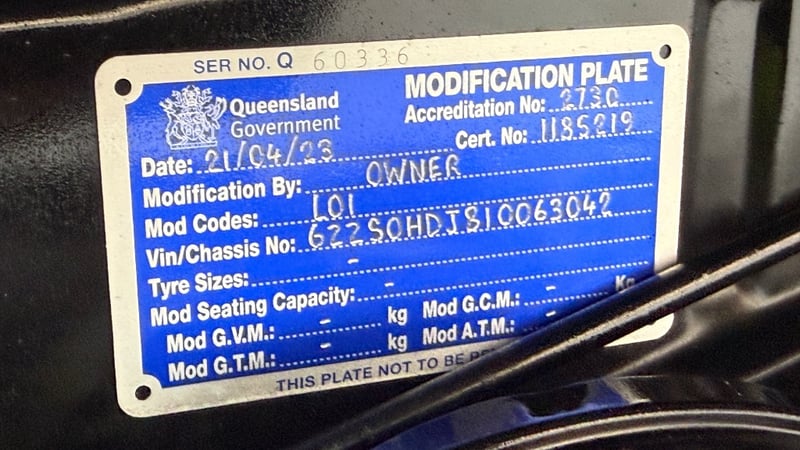 SER NO. Q 60336
MODIFICATION PLATE
Queensland
Government
Accreditation No: 2730
Cert. No: 1185219
Date: 21/04/23
Modification By: OWNER
Mod Codes: LO1
Vin/Chassis No: 622SOHDJ810063042
Tyre Sizes: -
Mod Seating Capacity: -
Mod G.V.M.: - kg Mod G.C.M.: - Kg
Mod G.T.M.: - kg Mod A.T.M.: -
THIS PLATE NOT TO BE